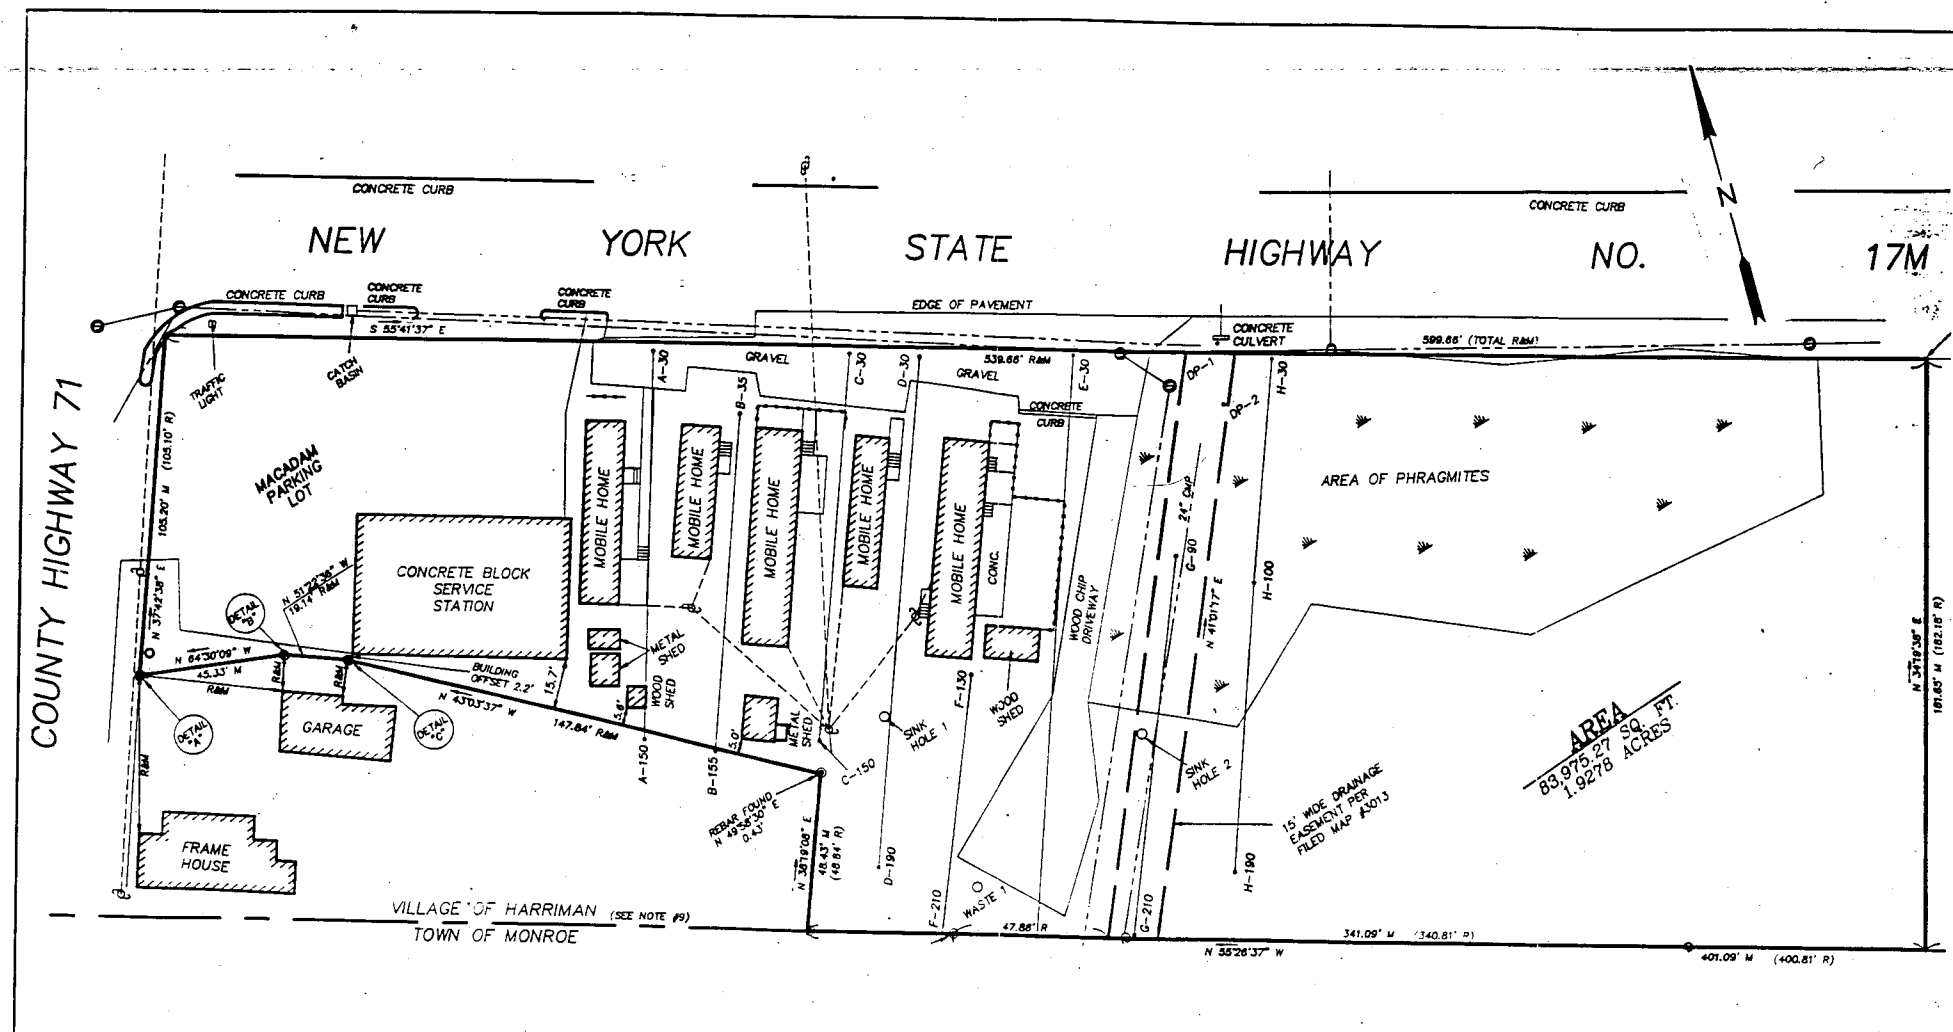 CONCRETE CURB
CONCRETE CURB
NEW YORK STATE HIGHWAY NO. 17M
N
COUNTY HIGHWAY 71
CONCRETE CURB
CONCRETE
CURB
CONCRETE
CURB
EDGE OF PAVEMENT
S 55°41'37" E
CONCRETE
CULVERT
599.66' (TOTAL R&M)
539.66' R&M
TRAFFIC
LIGHT
CATCH
BASIN
GRAVEL
GRAVEL
A-30
B-35
C-30
D-30
E-30
DP-1
DP-2
H-30
CONCRETE
CURB
105.20' M (105.10' R)
N 37°42'38" E
MACADAM
PARKING
LOT
MOBILE HOME
MOBILE HOME
MOBILE HOME
MOBILE HOME
MOBILE HOME
CONC.
AREA OF PHRAGMITES
24" CMP
G-90
H-100
N 41°01'17" E
WOOD CHIP
DRIVEWAY
CONCRETE BLOCK
SERVICE
STATION
N 51°22'36" W
19.14' R&M
DETAIL
"B"
N 64°30'09" W
45.33' M
R&M
R&M
R&M
BUILDING
OFFSET 2.2'
N 43°03'37" W
147.84' R&M
15.7'
5.6'
5.0'
METAL
SHED
WOOD
SHED
METAL
SHED
WOOD
SHED
GARAGE
DETAIL
"A"
DETAIL
"C"
R&M
A-150
B-155
C-150
F-130
SINK
HOLE 1
SINK
HOLE 2
REBAR FOUND
N 49°58'30" E
0.43'
N 38°19'08" E
48.43' M
(48.84' R)
D-190
F-210
WASTE 1
G-210
H-190
15' WIDE DRAINAGE
EASEMENT PER
FILED MAP #3013
AREA
83,975.27 SQ. FT.
1.9278 ACRES
N 34°19'38" E
181.65' M (182.18' R)
FRAME
HOUSE
VILLAGE OF HARRIMAN (SEE NOTE #9)
TOWN OF MONROE
47.88' R
N 55°26'37" W
341.09' M (340.81' R)
401.09' M (400.81' R)